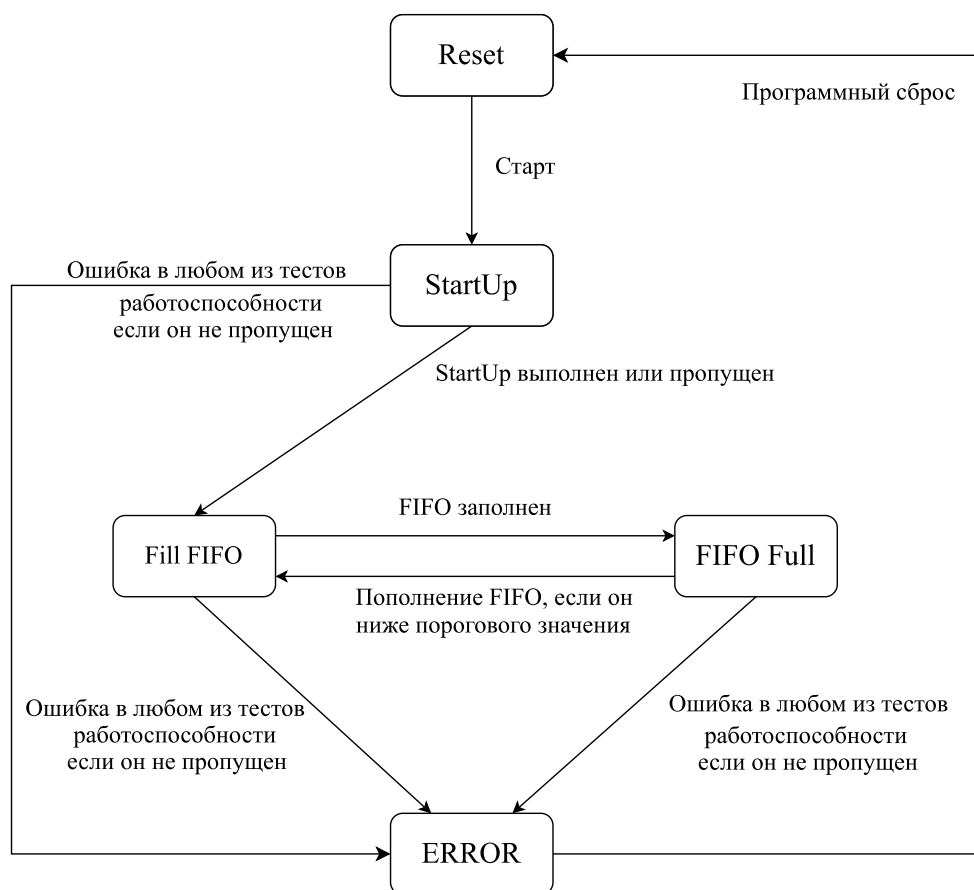 Reset
Программный сброс
Старт
StartUp
Ошибка в любом из тестов
работоспособности
если он не пропущен
StartUp выполнен или пропущен
FIFO заполнен
Fill FIFO
FIFO Full
Пополнение FIFO, если он
ниже порогового значения
Ошибка в любом из тестов
работоспособности
если он не пропущен
Ошибка в любом из тестов
работоспособности
если он не пропущен
ERROR